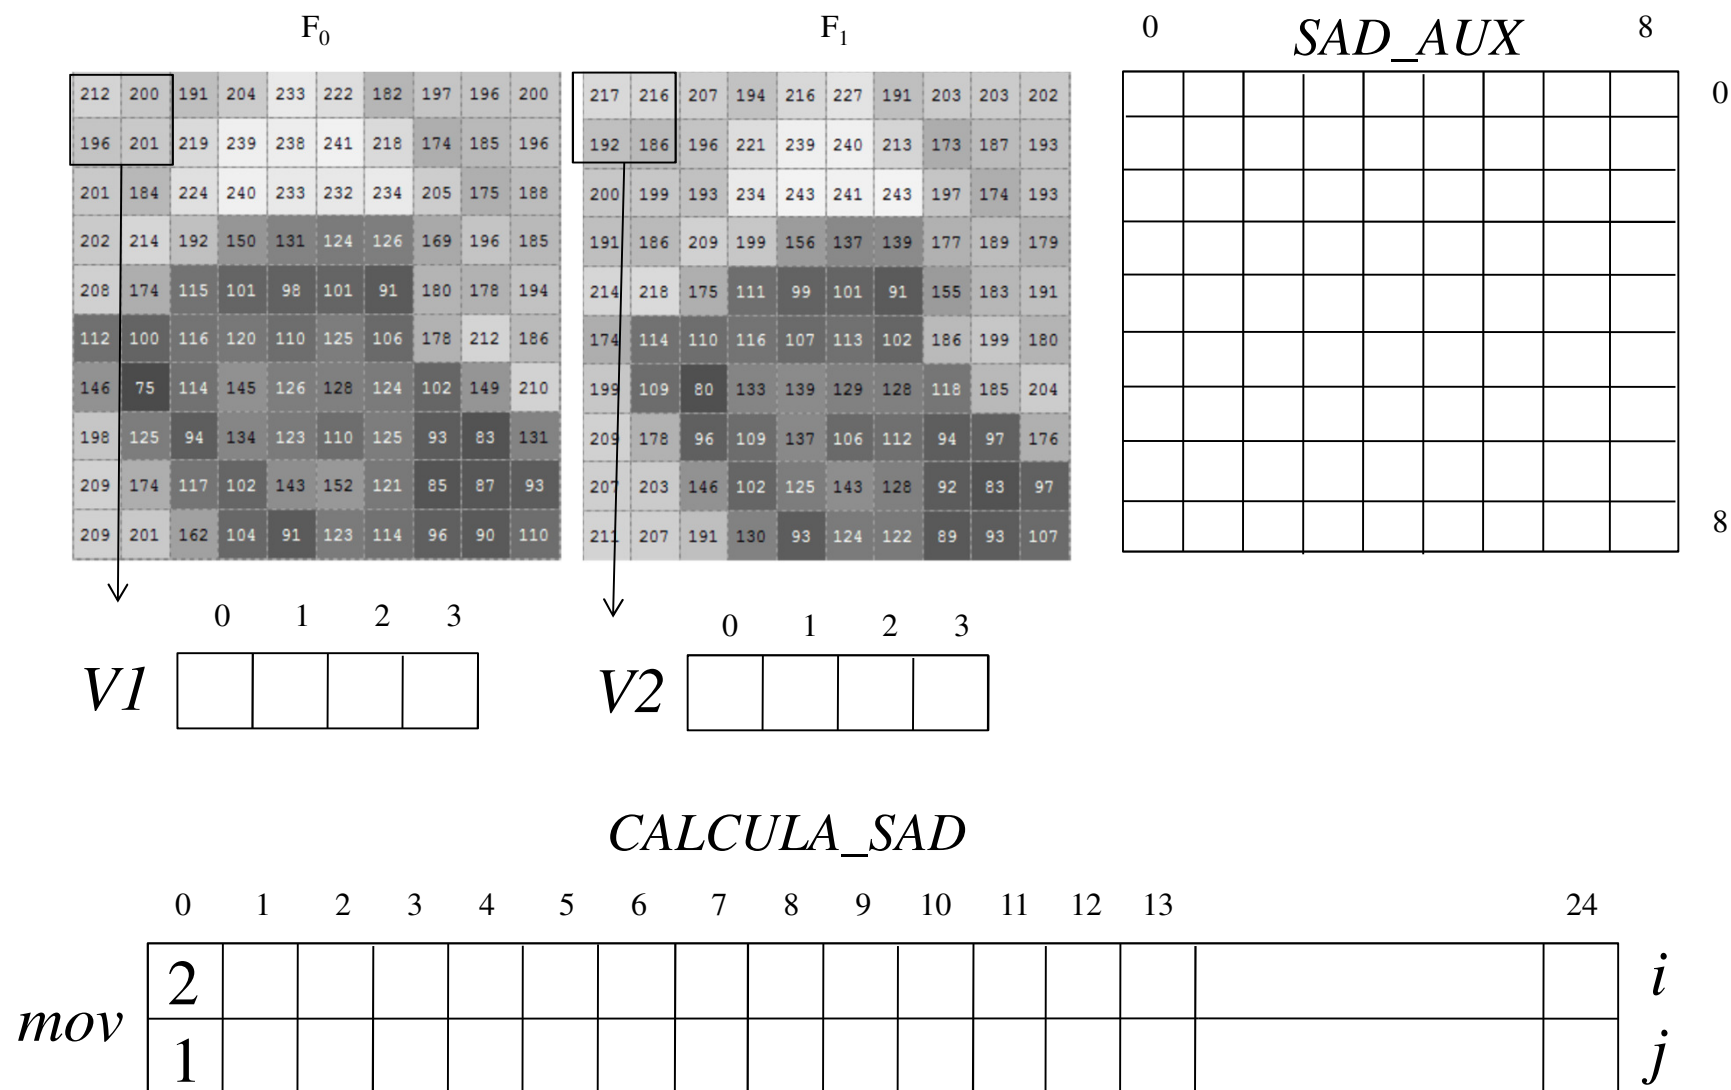 F0 F1 0 SAD_AUX 8
212 200 191 204 233 222 182 197 196 200 217 216 207 194 216 227 191 203 203 202 0
196 201 219 239 238 241 218 174 185 196 192 186 196 221 239 240 213 173 187 193
201 184 224 240 233 232 234 205 175 188 200 199 193 234 243 241 243 197 174 193
202 214 192 150 131 124 126 169 196 185 191 186 209 199 156 137 139 177 189 179
208 174 115 101 98 101 91 180 178 194 214 218 175 111 99 101 91 155 183 191
112 100 116 120 110 125 106 178 212 186 174 114 110 116 107 113 102 186 199 180
146 75 114 145 126 128 124 102 149 210 199 109 80 133 139 129 128 118 185 204
198 125 94 134 123 110 125 93 83 131 209 178 96 109 137 106 112 94 97 176
209 174 117 102 143 152 121 85 87 93 207 203 146 102 125 143 128 92 83 97
209 201 162 104 91 123 114 96 90 110 211 207 191 130 93 124 122 89 93 107 8
0 1 2 3 0 1 2 3
V1 V2
CALCULA_SAD
0 1 2 3 4 5 6 7 8 9 10 11 12 13 24
2 i
mov
1 j